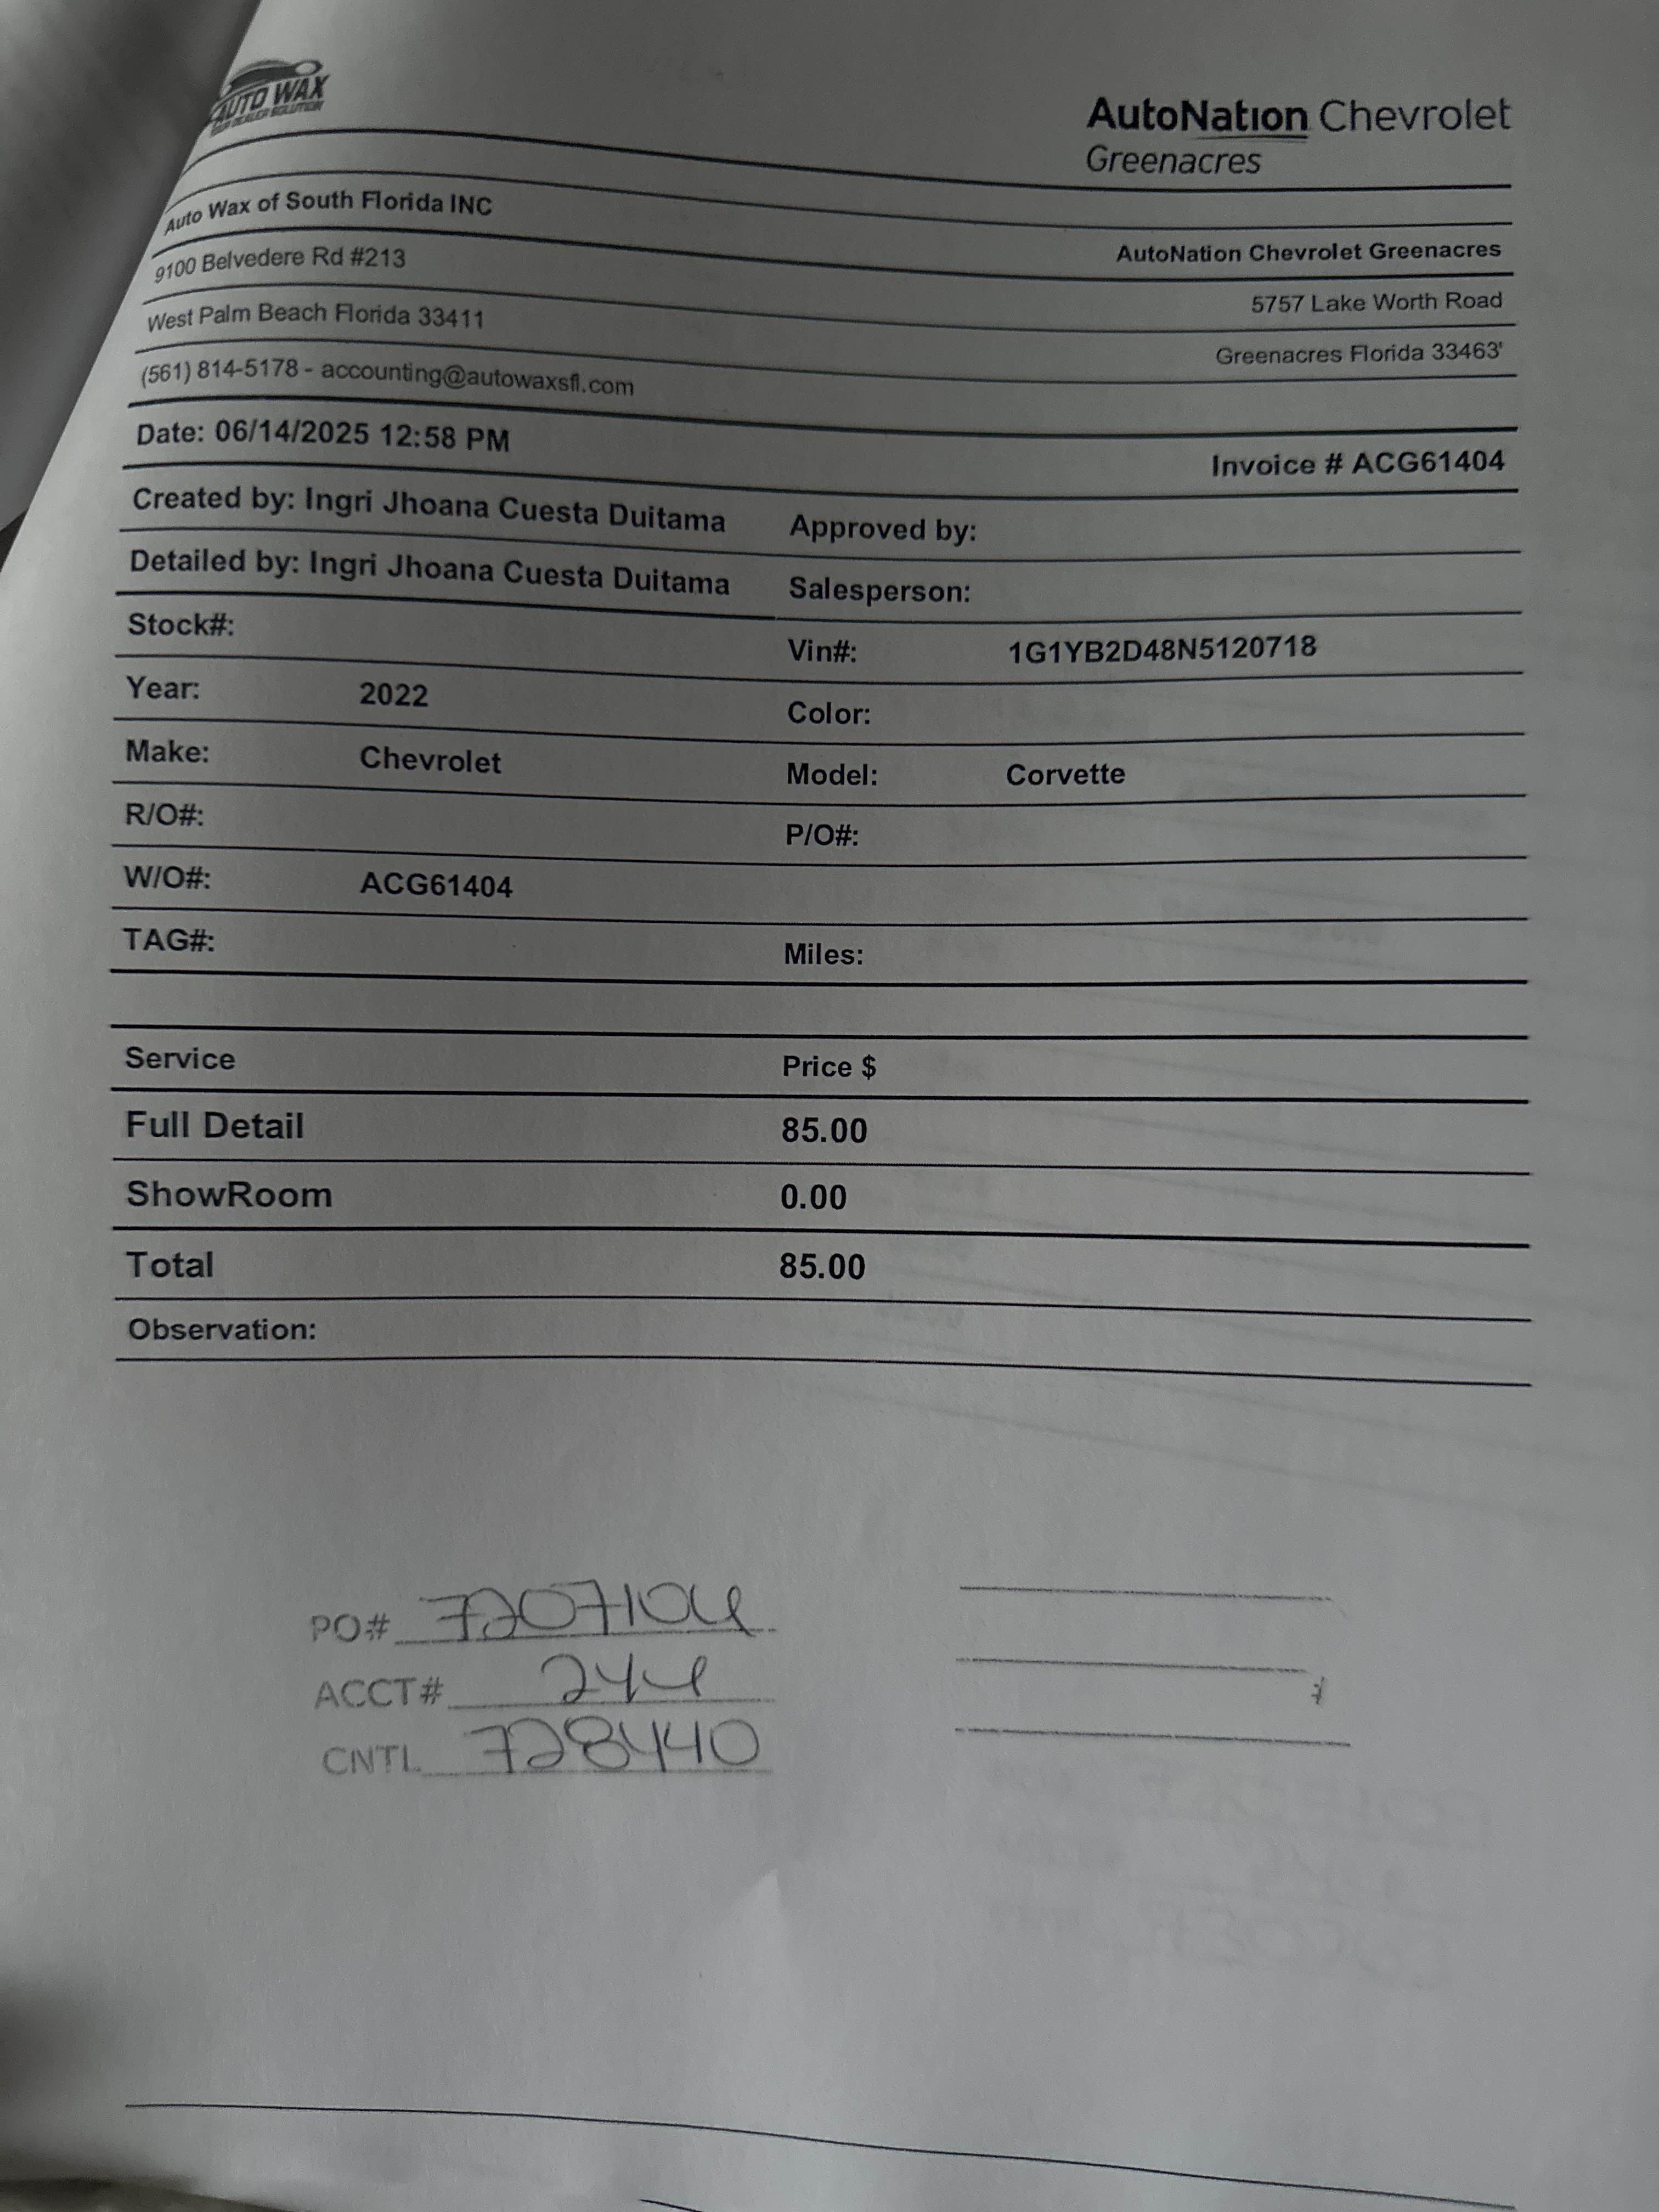 AUTO WAX
YOUR DEALER SOLUTION
AutoNation Chevrolet
Greenacres
Auto Wax of South Florida INC
AutoNation Chevrolet Greenacres
9100 Belvedere Rd #213
5757 Lake Worth Road
West Palm Beach Florida 33411
Greenacres Florida 33463'
(561) 814-5178 - accounting@autowaxsfl.com
Date: 06/14/2025 12:58 PM
Invoice # ACG61404
Created by: Ingri Jhoana Cuesta Duitama Approved by:
Detailed by: Ingri Jhoana Cuesta Duitama Salesperson:
Stock#: Vin#: 1G1YB2D48N5120718
Year: 2022 Color:
Make: Chevrolet Model: Corvette
R/O#: P/O#:
W/O#: ACG61404
TAG#: Miles:
Service Price $
Full Detail 85.00
ShowRoom 0.00
Total 85.00
Observation:
PO# 7207104
ACCT# 244
CNTL 728440